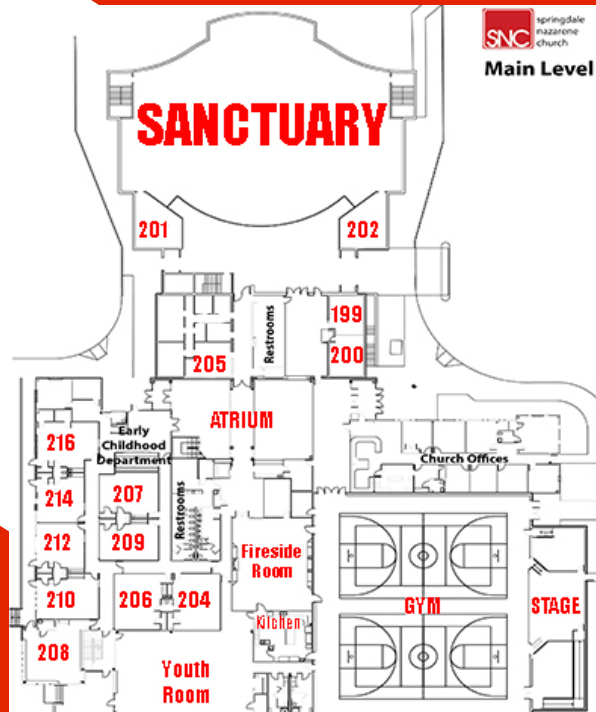 SNC
springdale
nazarene
church
Main Level
SANCTUARY
201
202
199
200
205
Restrooms
ATRIUM
Early
Childhood
Department
216
214
212
210
208
207
209
206
204
Restrooms
Church Offices
Fireside
Room
Kitchen
GYM
STAGE
Youth
Room